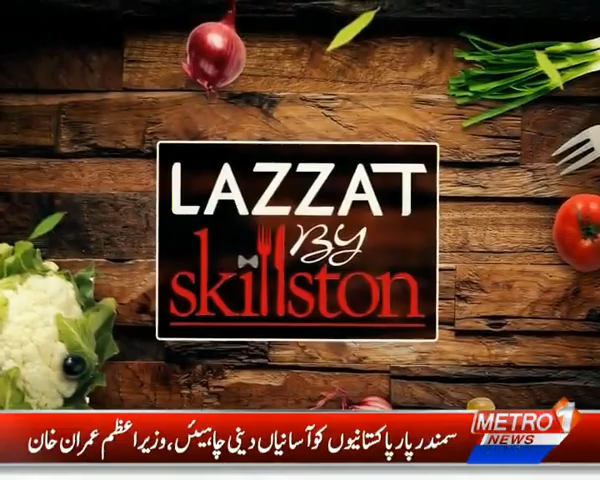 LAZZAT
By
skillston
سمندر پار پاکستانیوں کو آسانیاں دینی چاہیئں، وزیراعظم عمران خان
METRO 1
NEWS